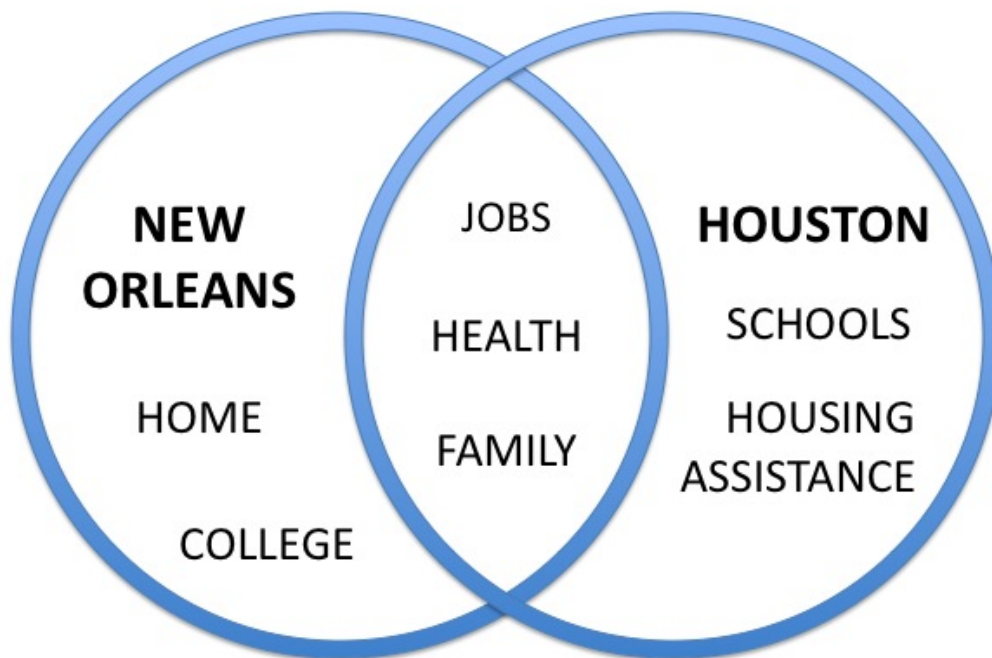 NEW
ORLEANS
HOME
COLLEGE
JOBS
HEALTH
FAMILY
HOUSTON
SCHOOLS
HOUSING
ASSISTANCE